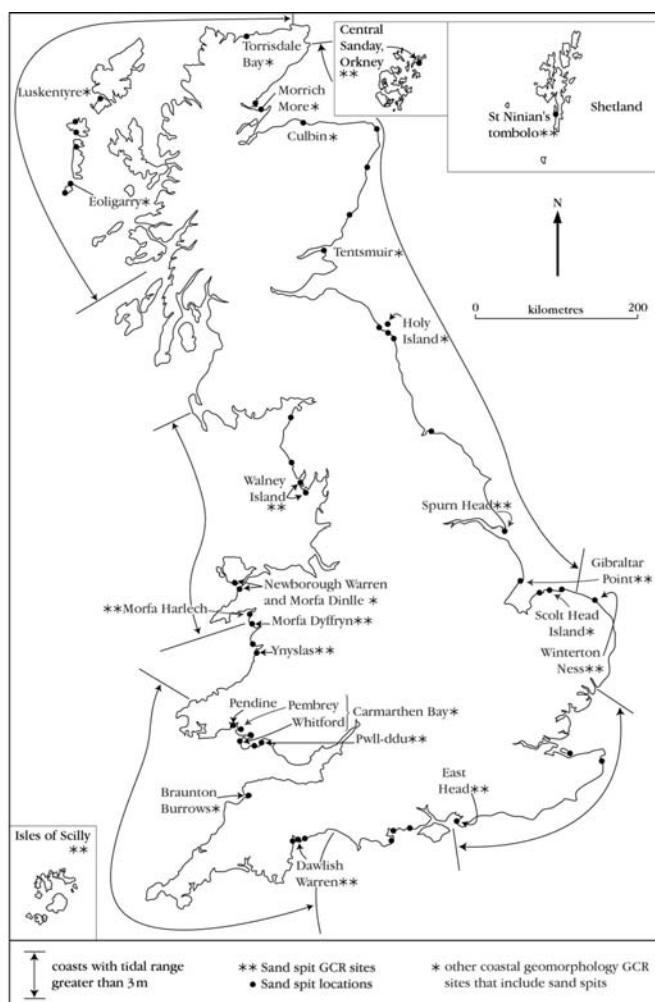 Torrisdale
Bay*
Central
Sanday,
Orkney
**
Shetland
St Ninian's
tombolo**
Luskentyre*
Morrich
More*
Culbin*
Eoligarry*
N
Tentsmuir*
0 kilometres 200
Holy
Island*
Walney
Island
**
Spurn Head**
Gibraltar
Point**
Newborough Warren
and Morfa Dinlle *
**Morfa Harlech
Scolt Head
Island*
Morfa Dyffryn**
Winterton
Ness**
Ynyslas**
Pendine
Pembrey
Whitford
Carmarthen Bay*
Pwll-ddu**
Braunton
Burrows*
East
Head**
Isles of Scilly
**
Dawlish
Warren**
coasts with tidal range
greater than 3 m
** Sand spit GCR sites
• Sand spit locations
* other coastal geomorphology GCR
sites that include sand spits